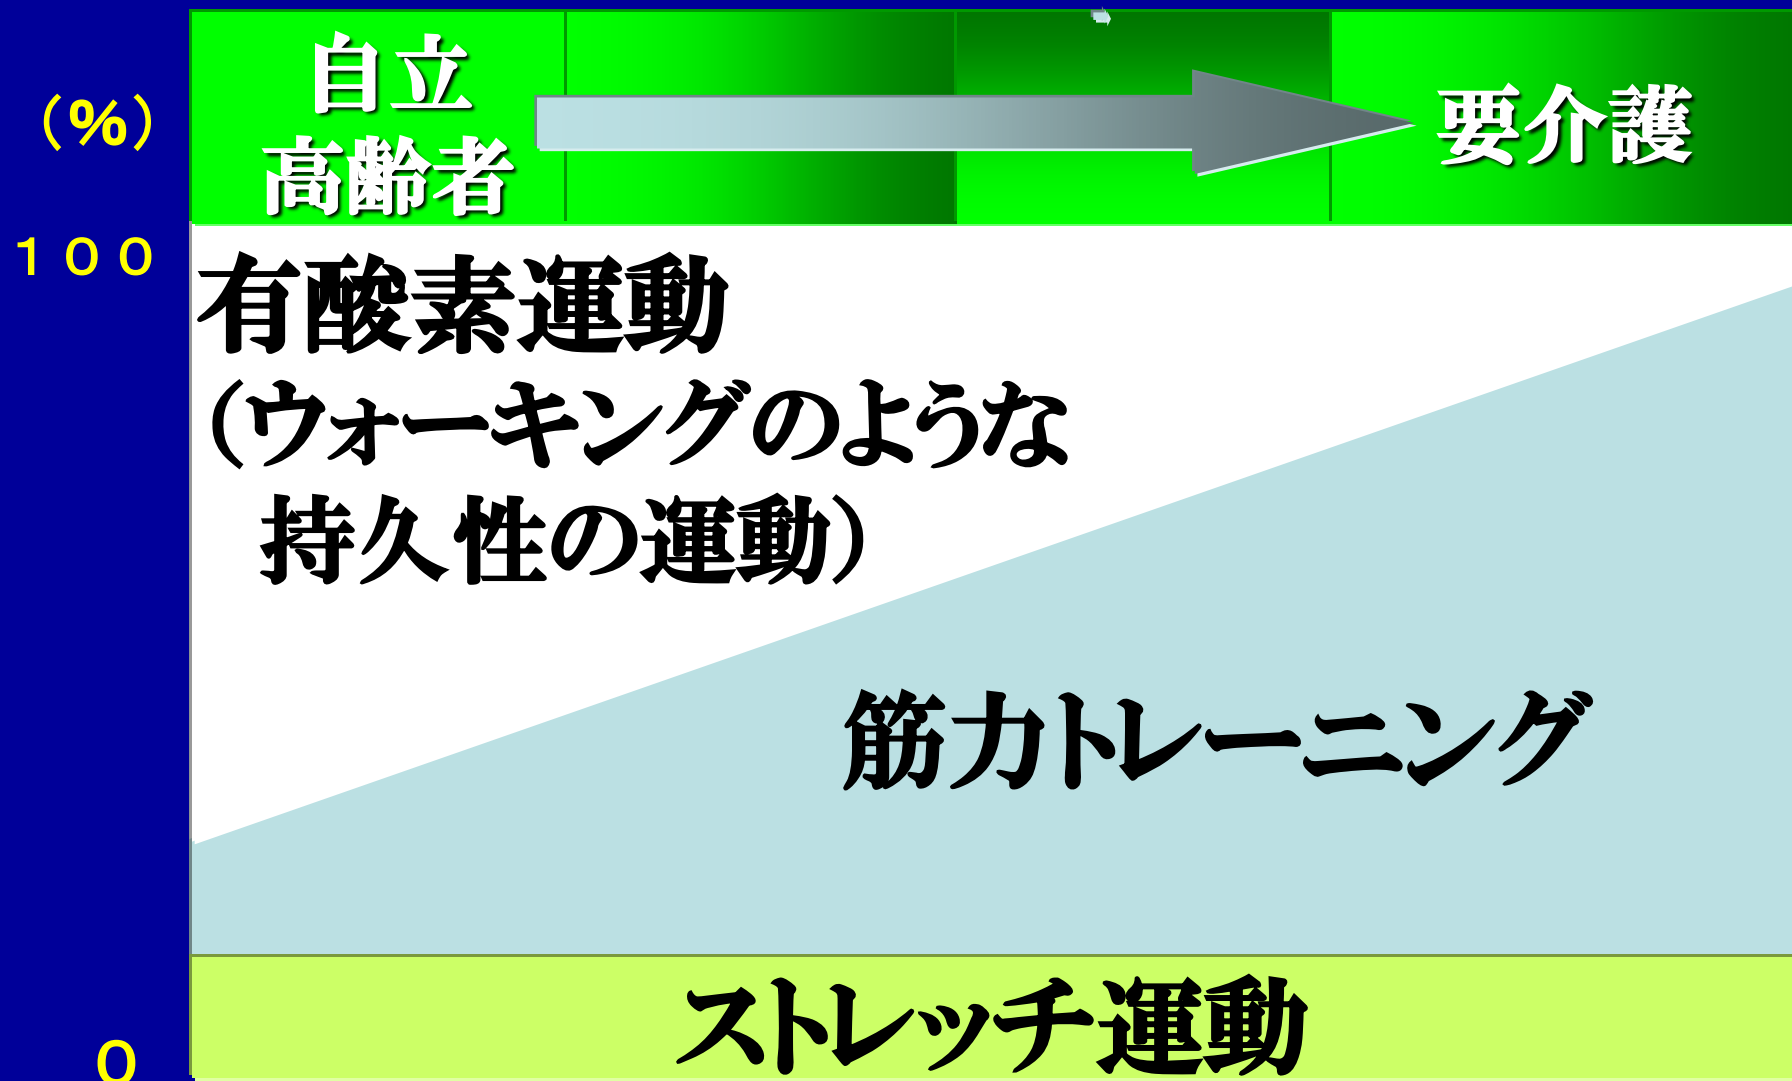 （%）
自立
高齢者
要介護
１００
有酸素運動
（ウォーキングのような
持久性の運動）
筋力トレーニング
ストレッチ運動
０